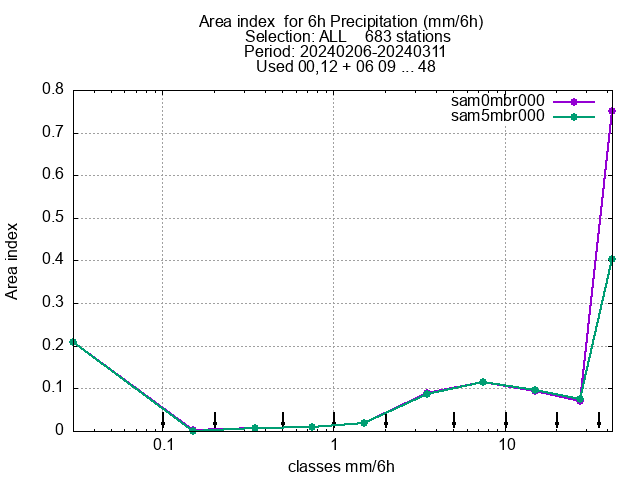 Area index  for 6h Precipitation (mm/6h)
Selection: ALL    683 stations
Period: 20240206-20240311
Used 00,12 + 06 09 ... 48
sam0mbr000
sam5mbr000
0.8
0.7
0.6
0.5
0.4
0.3
0.2
0.1
0
Area index
0.1 1 10
classes mm/6h